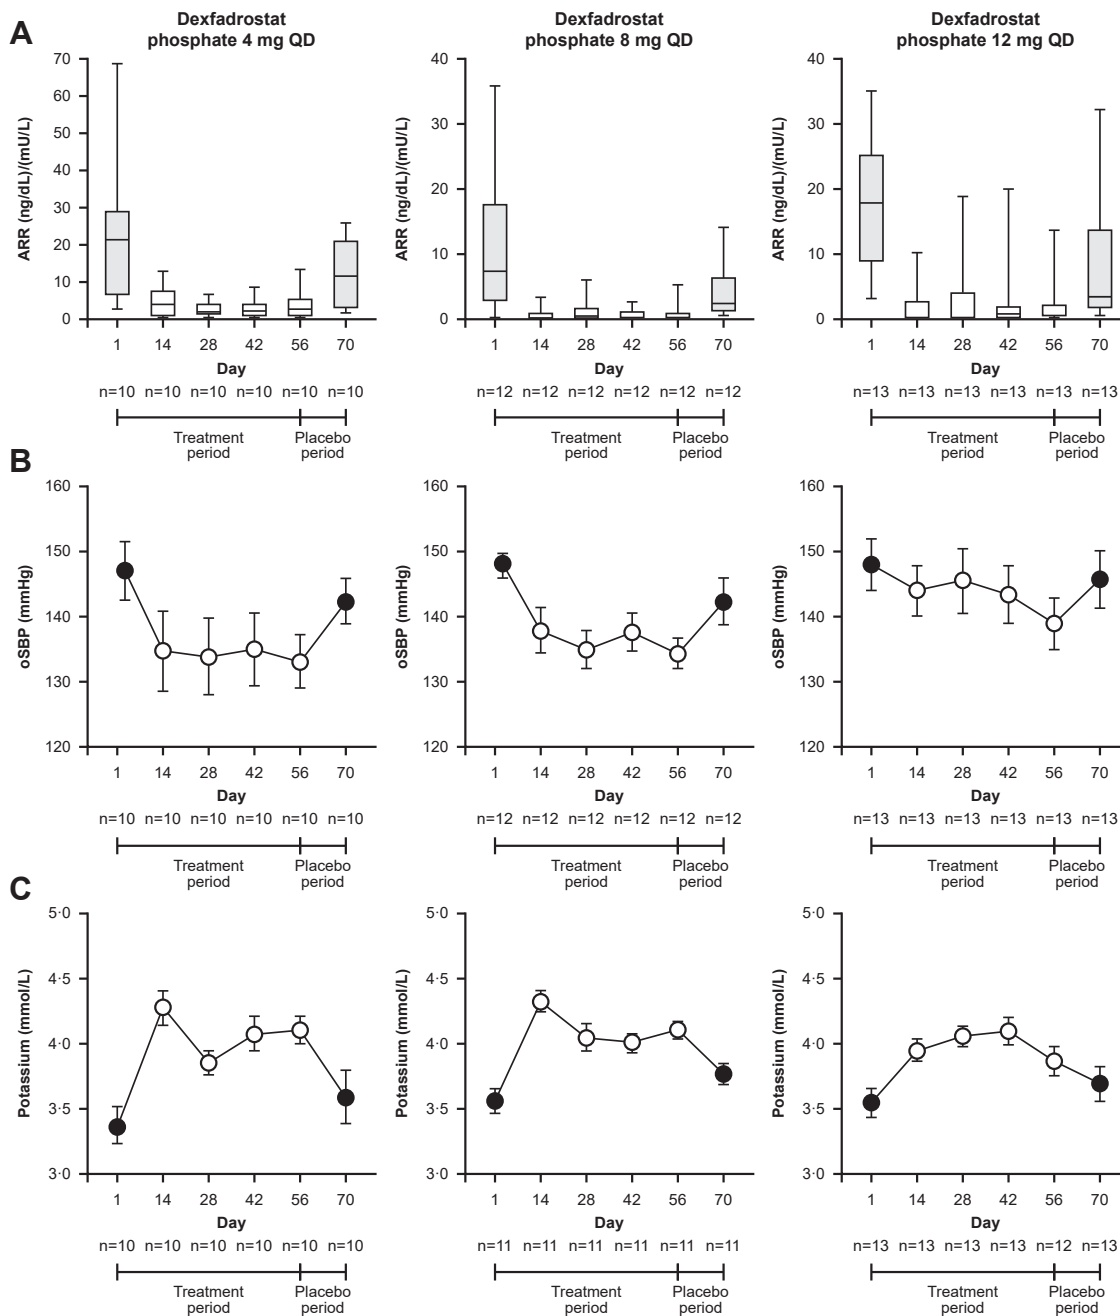 A
Dexfadrostat
phosphate 4 mg QD
Dexfadrostat
phosphate 8 mg QD
Dexfadrostat
phosphate 12 mg QD
ARR (ng/dL)/(mU/L)
70
60
50
40
30
20
10
0
1 14 28 42 56 70
Day
n=10 n=10 n=10 n=10 n=10 n=10
Treatment
period
Placebo
period
ARR (ng/dL)/(mU/L)
40
30
20
10
0
1 14 28 42 56 70
Day
n=12 n=12 n=12 n=12 n=12 n=12
Treatment
period
Placebo
period
ARR (ng/dL)/(mU/L)
40
30
20
10
0
1 14 28 42 56 70
Day
n=13 n=13 n=13 n=13 n=13 n=13
Treatment
period
Placebo
period
B
oSBP (mmHg)
160
150
140
130
120
1 14 28 42 56 70
Day
n=10 n=10 n=10 n=10 n=10 n=10
Treatment
period
Placebo
period
oSBP (mmHg)
160
150
140
130
120
1 14 28 42 56 70
Day
n=12 n=12 n=12 n=12 n=12 n=12
Treatment
period
Placebo
period
oSBP (mmHg)
160
150
140
130
120
1 14 28 42 56 70
Day
n=13 n=13 n=13 n=13 n=13 n=13
Treatment
period
Placebo
period
C
Potassium (mmol/L)
5·0
4·5
4·0
3·5
3·0
1 14 28 42 56 70
Day
n=10 n=10 n=10 n=10 n=10 n=10
Treatment
period
Placebo
period
Potassium (mmol/L)
5·0
4·5
4·0
3·5
3·0
1 14 28 42 56 70
Day
n=11 n=11 n=11 n=11 n=11 n=11
Treatment
period
Placebo
period
Potassium (mmol/L)
5·0
4·5
4·0
3·5
3·0
1 14 28 42 56 70
Day
n=13 n=13 n=13 n=13 n=12 n=13
Treatment
period
Placebo
period